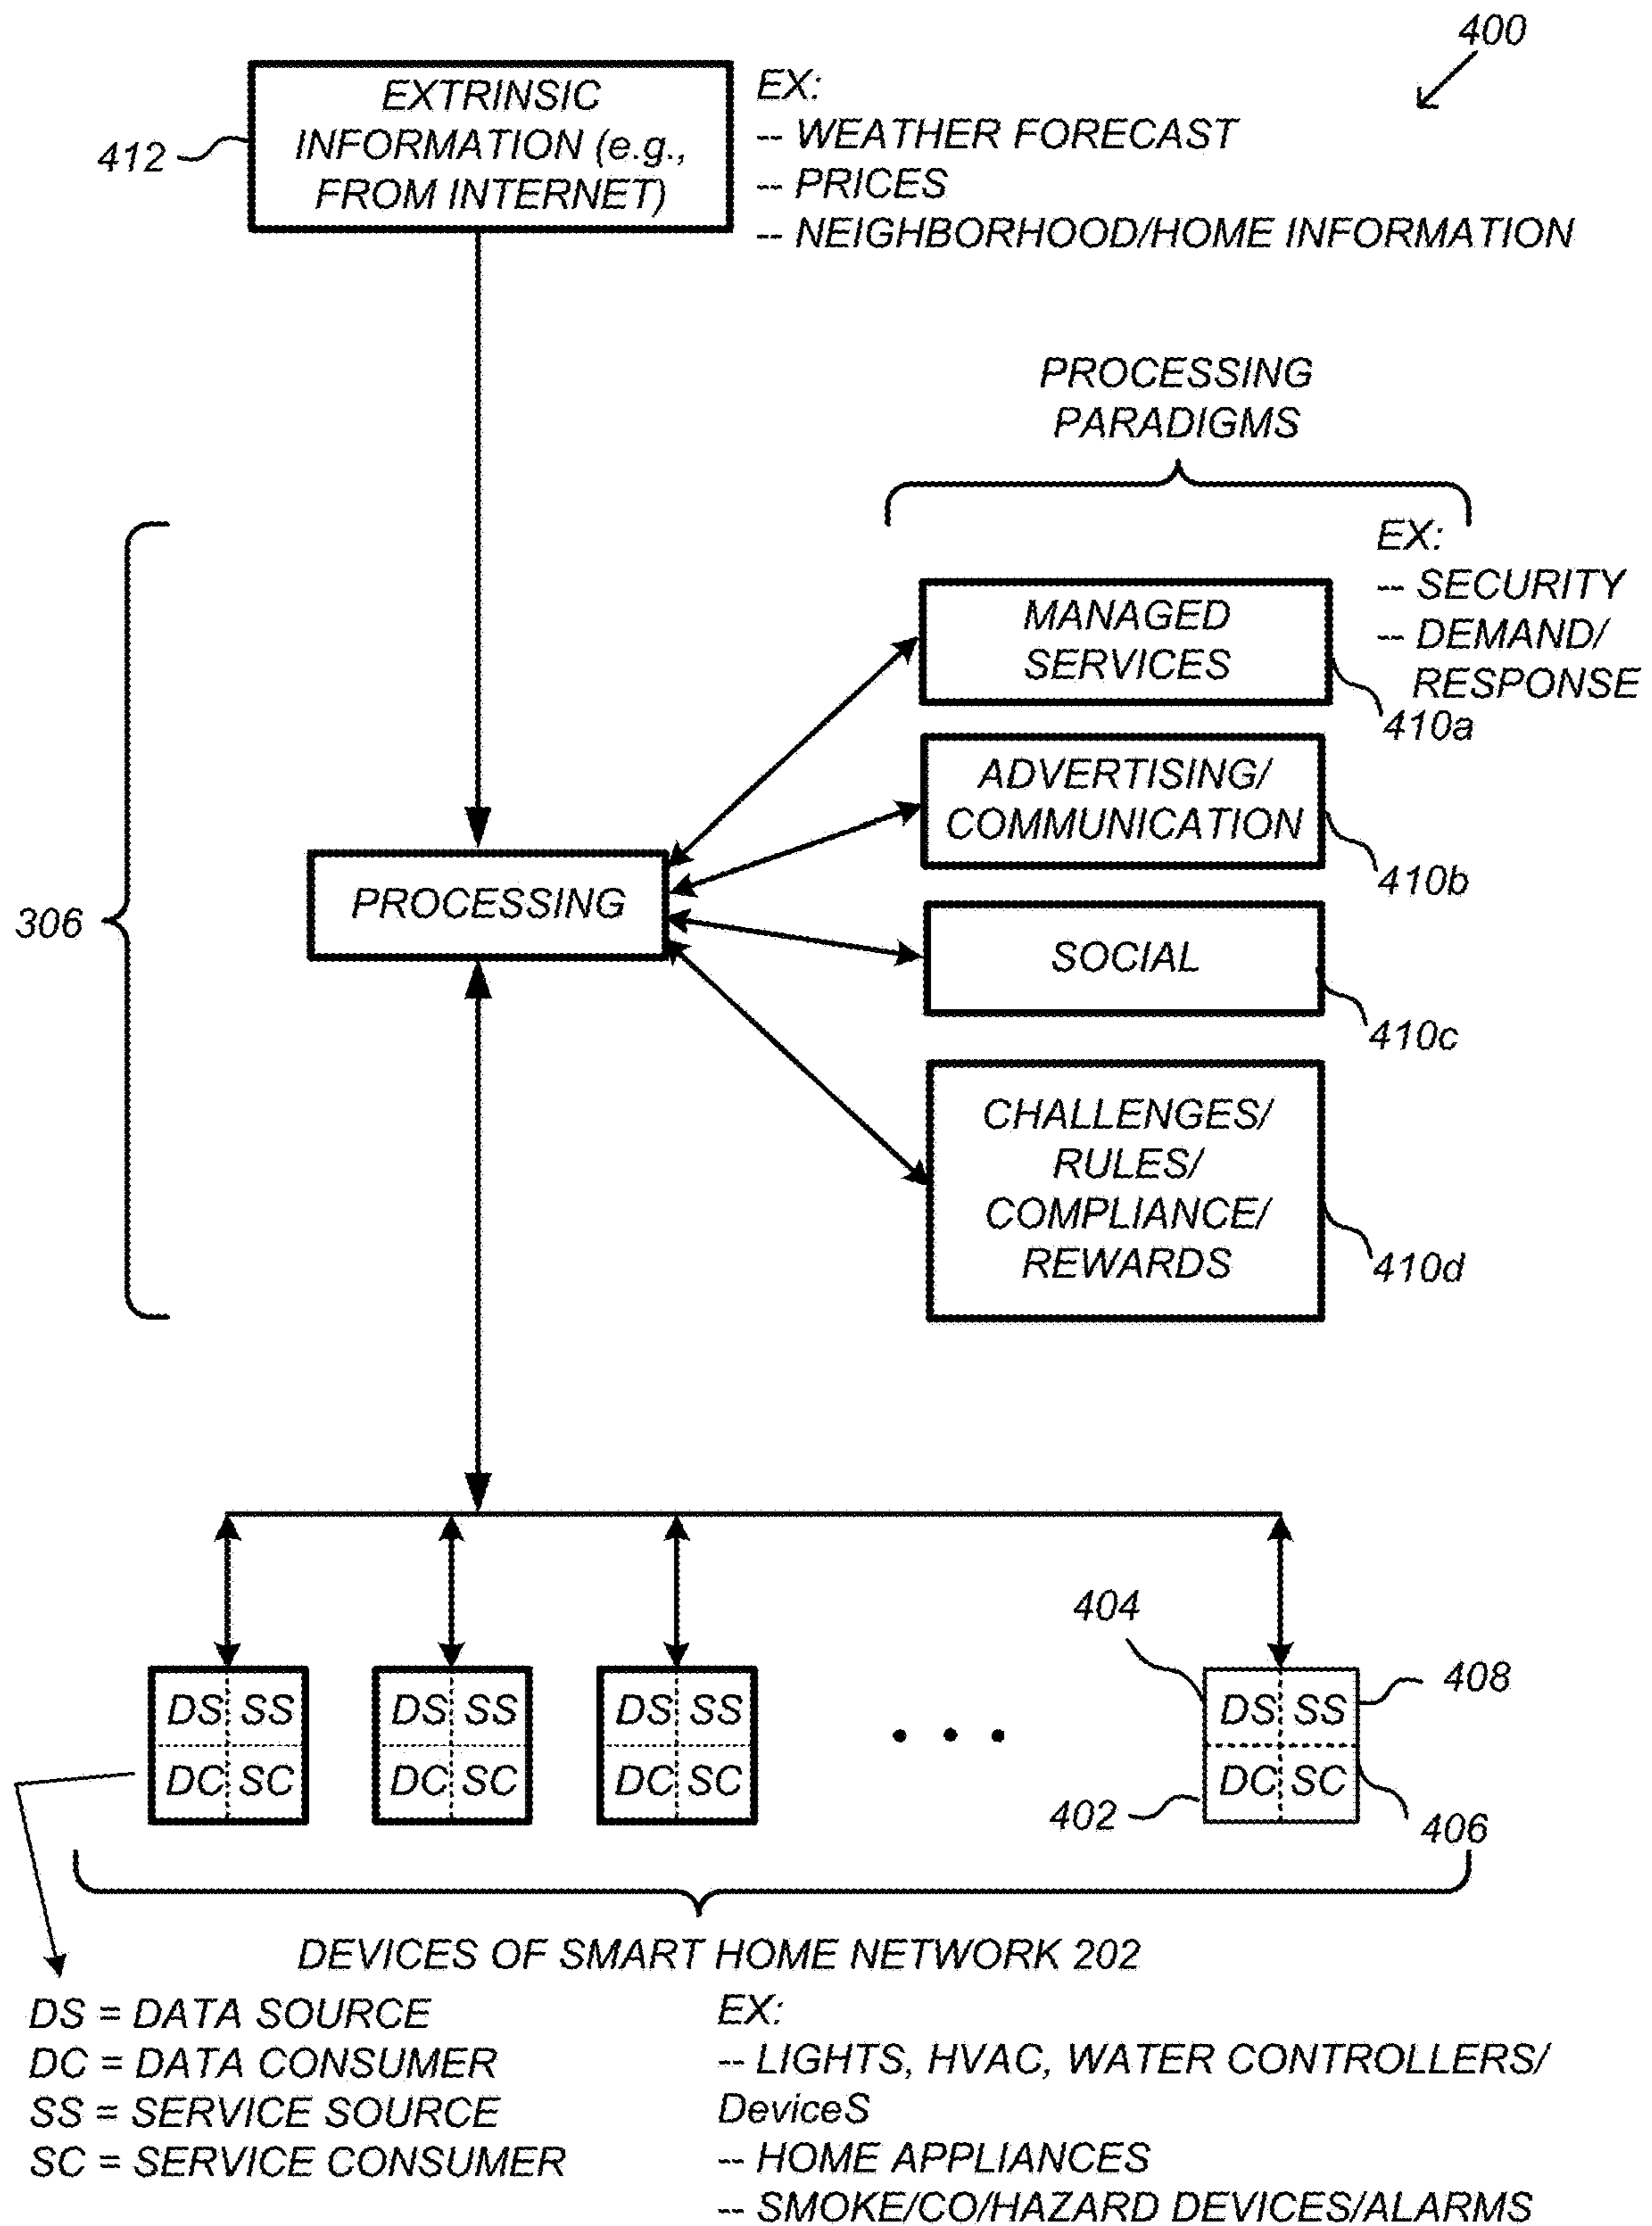 400
EXTRINSIC
INFORMATION (e.g.,
FROM INTERNET)
412
EX:
-- WEATHER FORECAST
-- PRICES
-- NEIGHBORHOOD/HOME INFORMATION
PROCESSING
PARADIGMS
EX:
-- SECURITY
-- DEMAND/
RESPONSE
MANAGED
SERVICES
410a
ADVERTISING/
COMMUNICATION
410b
306
PROCESSING
SOCIAL
410c
CHALLENGES/
RULES/
COMPLIANCE/
REWARDS
410d
404
408
DS SS
DC SC
DS SS
DC SC
DS SS
DC SC
DS SS
DC SC
402
406
DEVICES OF SMART HOME NETWORK 202
DS = DATA SOURCE
DC = DATA CONSUMER
SS = SERVICE SOURCE
SC = SERVICE CONSUMER
EX:
-- LIGHTS, HVAC, WATER CONTROLLERS/
DeviceS
-- HOME APPLIANCES
-- SMOKE/CO/HAZARD DEVICES/ALARMS